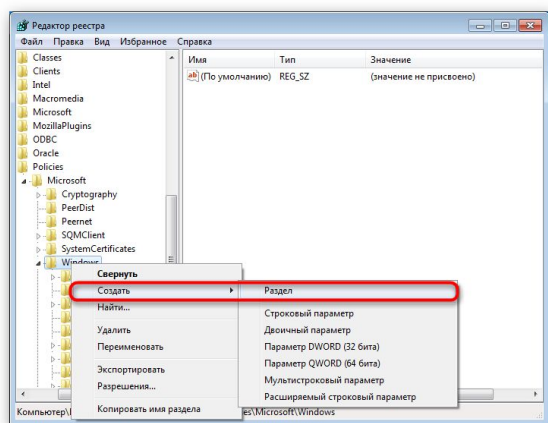 Редактор реестра
Файл Правка Вид Избранное Справка
Classes
Clients
Intel
Macromedia
Microsoft
MozillaPlugins
ODBC
Oracle
Policies
Microsoft
Cryptography
PeerDist
Peernet
SQMClient
SystemCertificates
Windows
Имя Тип Значение
ab (По умолчанию) REG_SZ (значение не присвоено)
Свернуть
Создать
Найти...
Удалить
Переименовать
Экспортировать
Разрешения...
Копировать имя раздела
Раздел
Строковый параметр
Двоичный параметр
Параметр DWORD (32 бита)
Параметр QWORD (64 бита)
Мультистроковый параметр
Расширяемый строковый параметр
Компьютер\ es\Microsoft\Windows